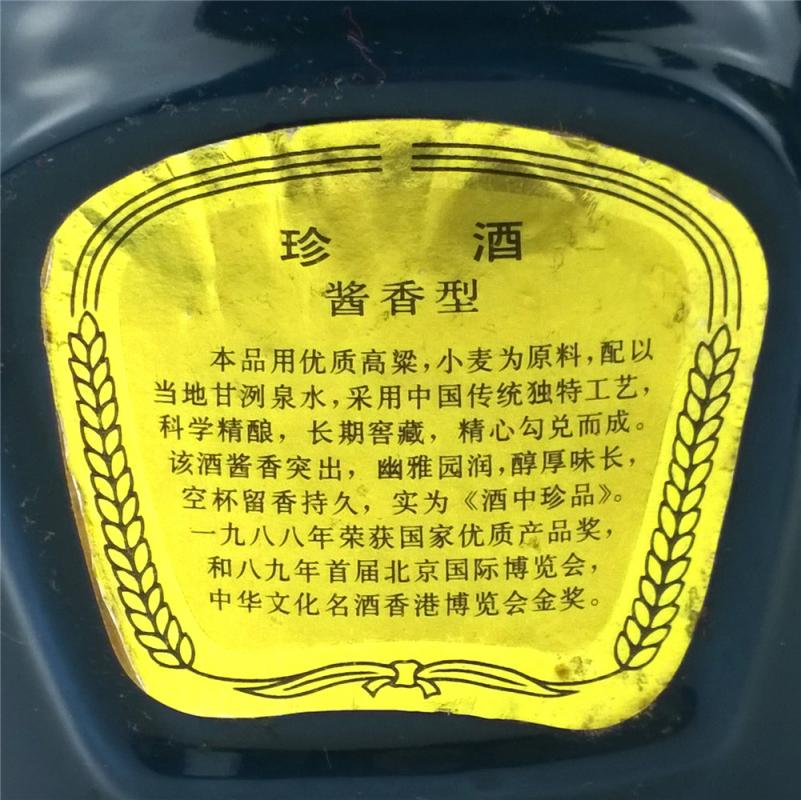 珍 酒
酱香型
本品用优质高粱,小麦为原料,配以
当地甘洌泉水,采用中国传统独特工艺,
科学精酿，长期窖藏，精心勾兑而成。
该酒酱香突出，幽雅园润,醇厚味长,
空杯留香持久，实为《酒中珍品》。
一九八八年荣获国家优质产品奖,
和八九年首届北京国际博览会,
中华文化名酒香港博览会金奖。